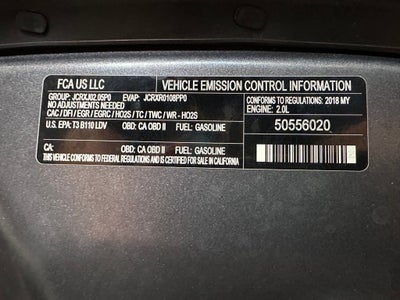 FCA US LLC
VEHICLE EMISSION CONTROL INFORMATION
GROUP: JCRXJ02.05P0 EVAP: JCRXR0108PP0
NO ADJUSTMENTS NEEDED
CAC / DFI / EGR / EGRC / HO2S / TC / TWC / WR - HO2S
CONFORMS TO REGULATIONS: 2018 MY
ENGINE: 2.0L
U.S. EPA: T3 B110 LDV OBD: CA OBD II FUEL: GASOLINE
50556020
CA: OBD: CA OBD II FUEL: GASOLINE
THIS VEHICLE CONFORMS TO FEDERAL STANDARDS AND IS CERTIFIED FOR SALE IN CALIFORNIA